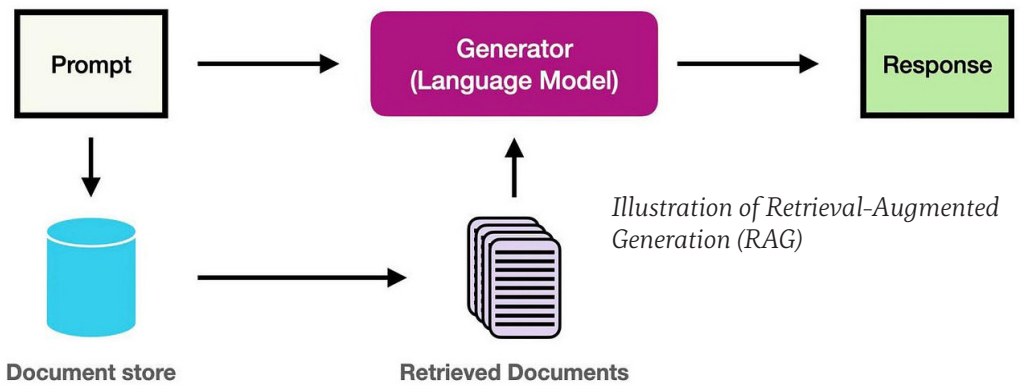 Prompt
Generator
(Language Model)
Response
Illustration of Retrieval-Augmented
Generation (RAG)
Document store
Retrieved Documents